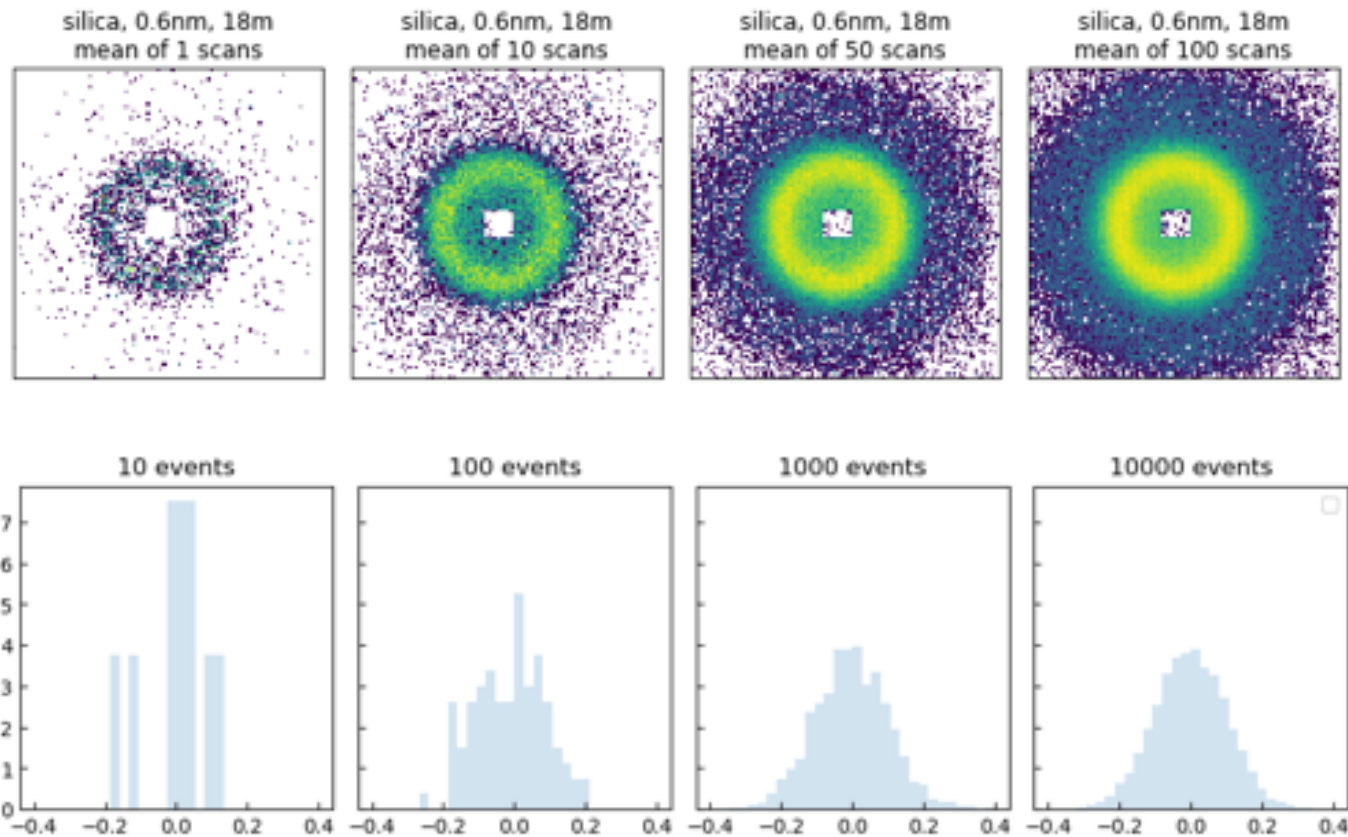 silica, 0.6nm, 18m
mean of 1 scans
silica, 0.6nm, 18m
mean of 10 scans
silica, 0.6nm, 18m
mean of 50 scans
silica, 0.6nm, 18m
mean of 100 scans
10 events
100 events
1000 events
10000 events
7
6
5
4
3
2
1
0
−0.4 −0.2 0.0 0.2 0.4
−0.4 −0.2 0.0 0.2 0.4
−0.4 −0.2 0.0 0.2 0.4
−0.4 −0.2 0.0 0.2 0.4